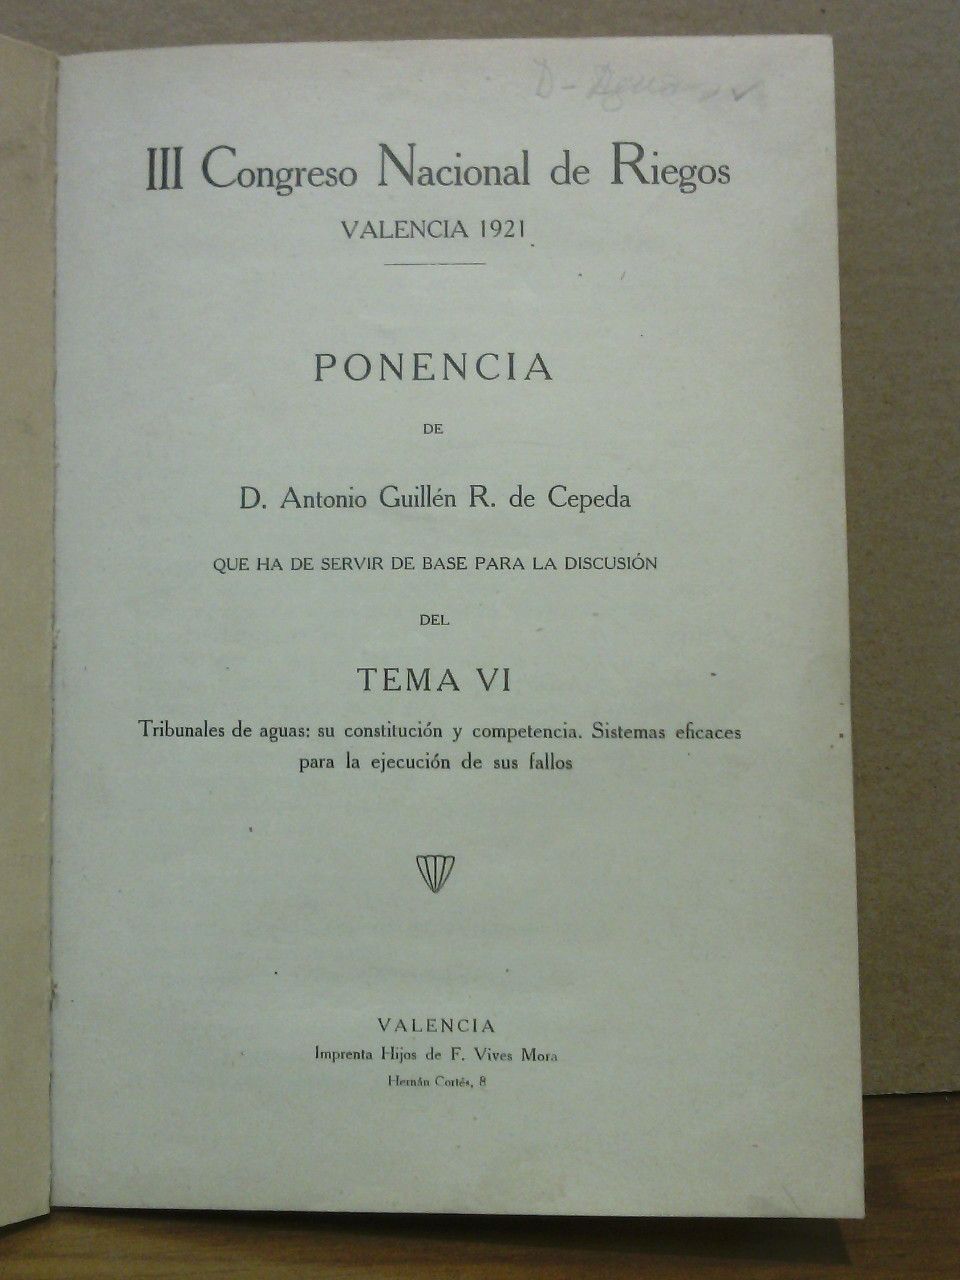 III Congreso Nacional de Riegos
VALENCIA 1921
PONENCIA
DE
D. Antonio Guillén R. de Cepeda
QUE HA DE SERVIR DE BASE PARA LA DISCUSIÓN
DEL
TEMA VI
Tribunales de aguas: su constitución y competencia. Sistemas eficaces
para la ejecución de sus fallos
VALENCIA
Imprenta Hijos de F. Vives Mora
Hernán Cortés, 8